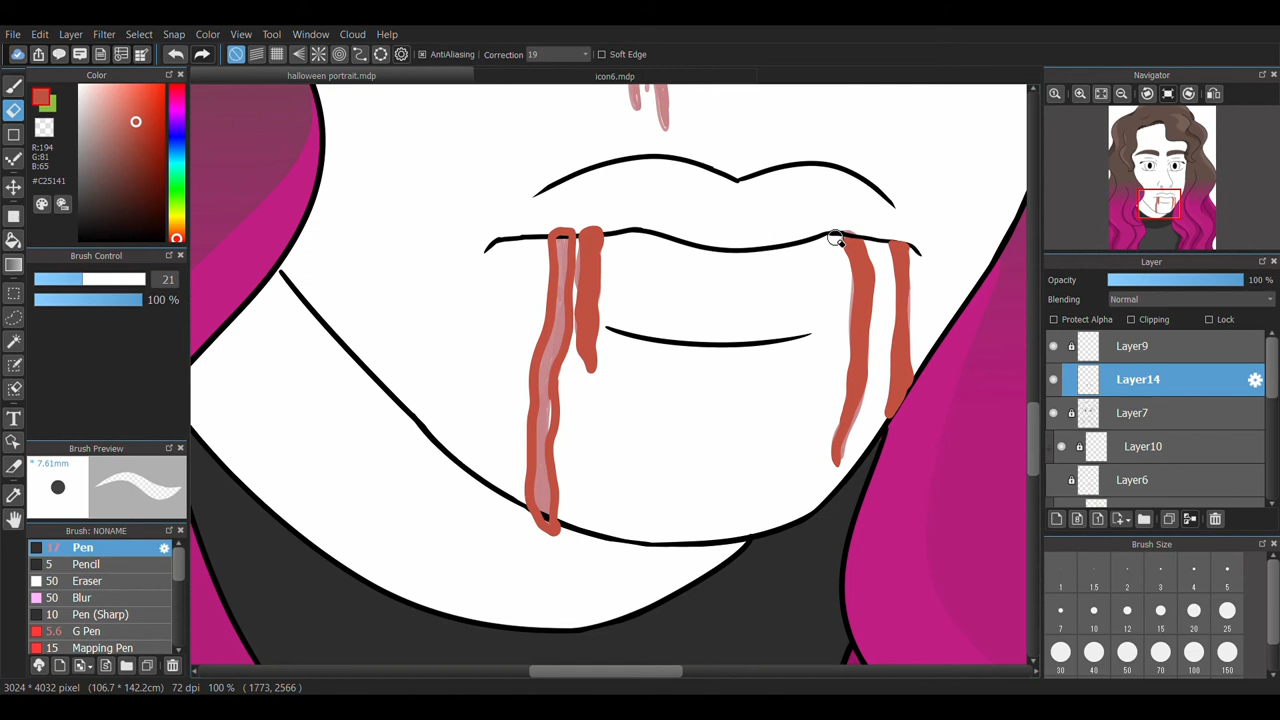 File Edit Layer Filter Select Snap Color View Tool Window Cloud Help
AntiAliasing Correction 19 Soft Edge
Color
halloween portrait.mdp icon6.mdp
Navigator
R:194
G:81
B:65
#C25141
Brush Control
21
100 %
Brush Preview
* 7.61mm
Brush: NONAME
17 Pen
5 Pencil
50 Eraser
50 Blur
10 Pen (Sharp)
5.6 G Pen
15 Mapping Pen
Layer
Opacity 100 %
Blending Normal
Protect Alpha Clipping Lock
Layer9
Layer14
Layer7
Layer10
Layer6
Brush Size
1 1.5 2 3 4 5
7 10 12 15 20 25
30 40 50 70 100 150
3024 * 4032 pixel (106.7 * 142.2cm) 72 dpi 100 % ( 1773, 2566 )